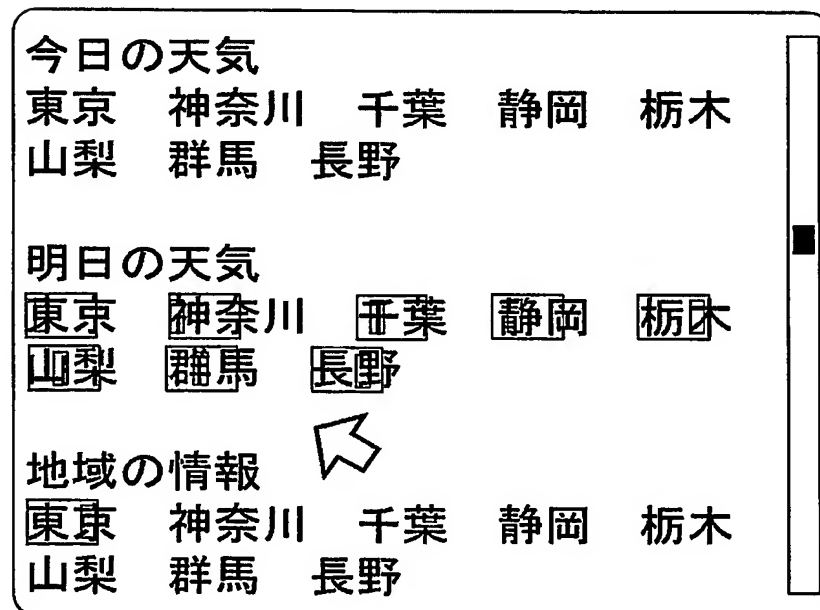 今日の天気
東京 神奈川 千葉 静岡 栃木
山梨 群馬 長野
明日の天気
東京 神奈川 千葉 静岡 栃木
山梨 群馬 長野
地域の情報
東京 神奈川 千葉 静岡 栃木
山梨 群馬 長野